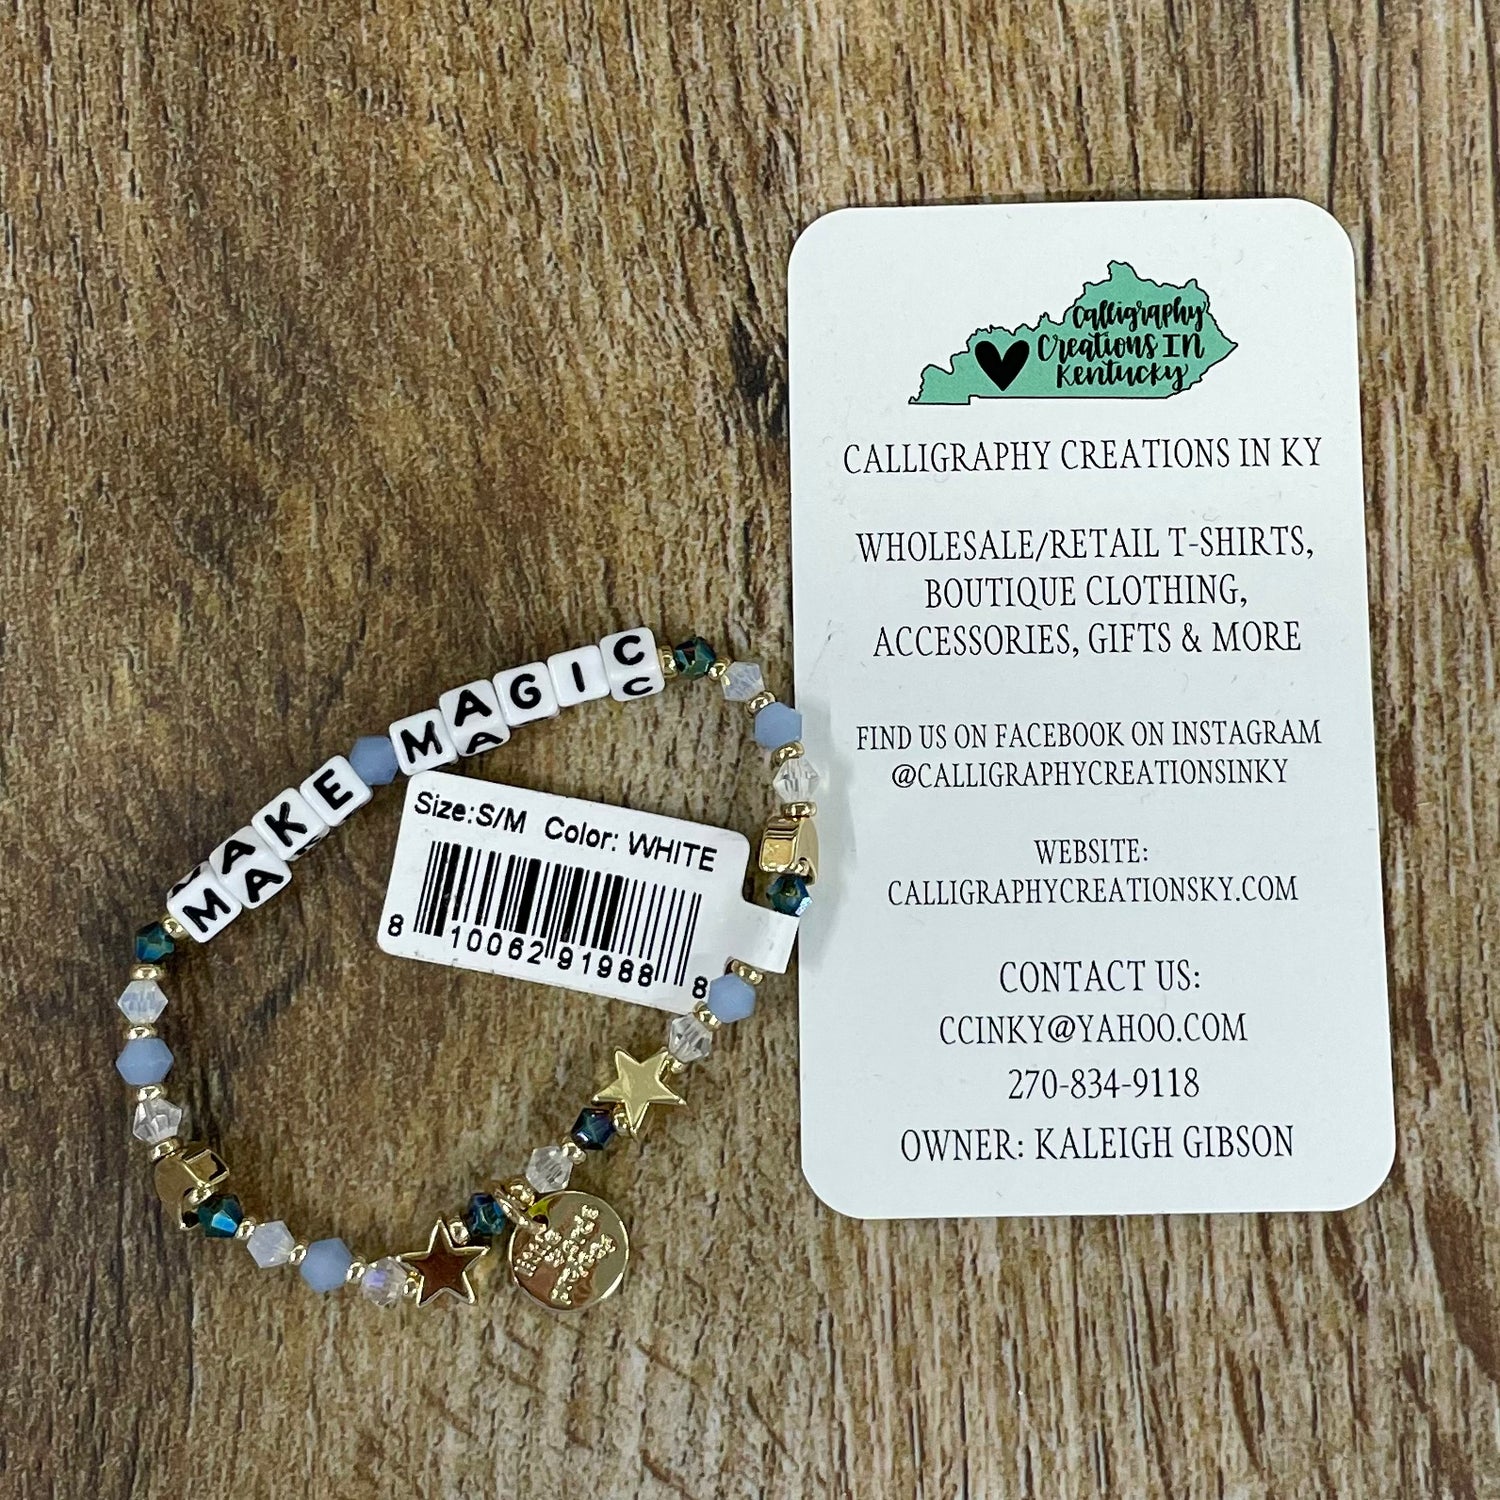 MAKE MAGIC
Size:S/M Color: WHITE
8 10062 91988 8
Calligraphy
Creations IN
Kentucky
CALLIGRAPHY CREATIONS IN KY
WHOLESALE/RETAIL T-SHIRTS,
BOUTIQUE CLOTHING,
ACCESSORIES, GIFTS & MORE
FIND US ON FACEBOOK ON INSTAGRAM
@CALLIGRAPHYCREATIONSINKY
WEBSITE:
CALLIGRAPHYCREATIONSKY.COM
CONTACT US:
CCINKY@YAHOO.COM
270-834-9118
OWNER: KALEIGH GIBSON